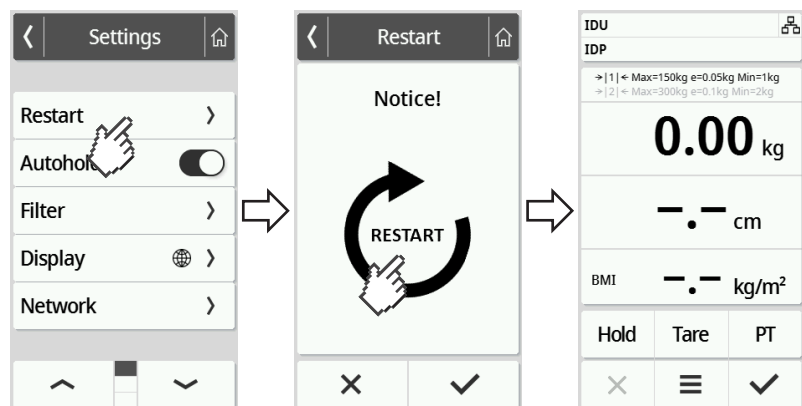 Settings
Restart
Autohol
Filter
Display
Network
Restart
Notice!
RESTART
IDU
IDP
→|1|← Max=150kg e=0.05kg Min=1kg
→|2|← Max=300kg e=0.1kg Min=2kg
0.00 kg
-.- cm
BMI -.- kg/m²
Hold Tare PT